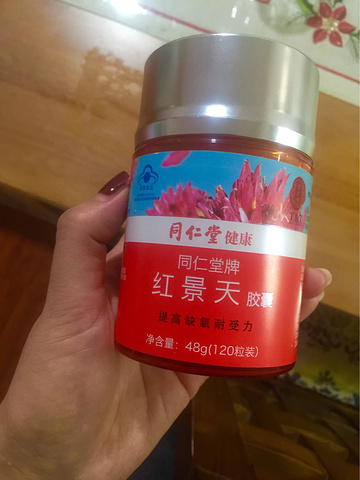 同仁堂 健康
同仁堂牌
红景天 胶囊
提高缺氧耐受力
净含量：48g(120粒装)